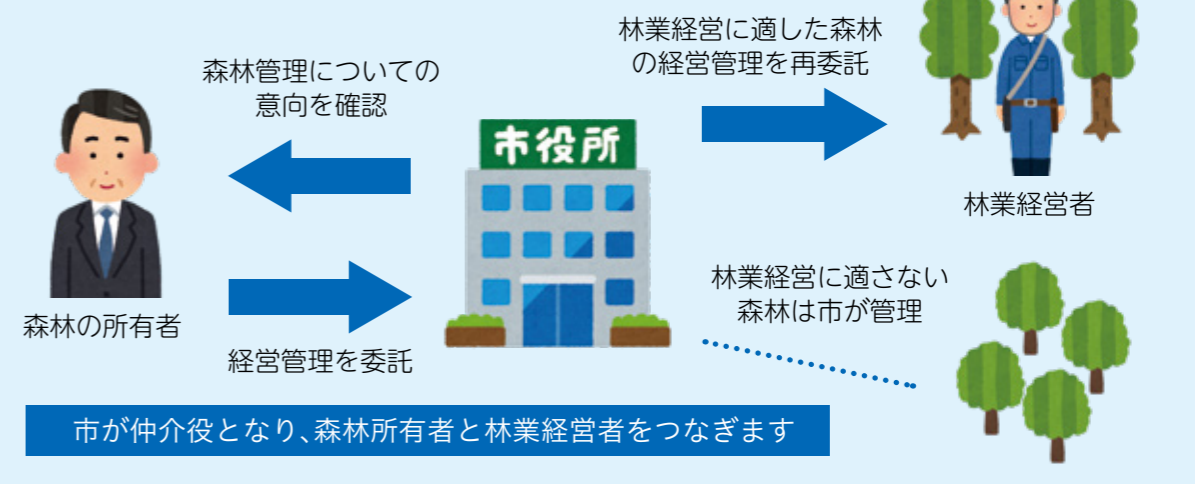 森林管理についての
意向を確認
森林の所有者
経営管理を委託
市役所
林業経営に適した森林
の経営管理を再委託
林業経営者
林業経営に適さない
森林は市が管理
市が仲介役となり、森林所有者と林業経営者をつなぎます